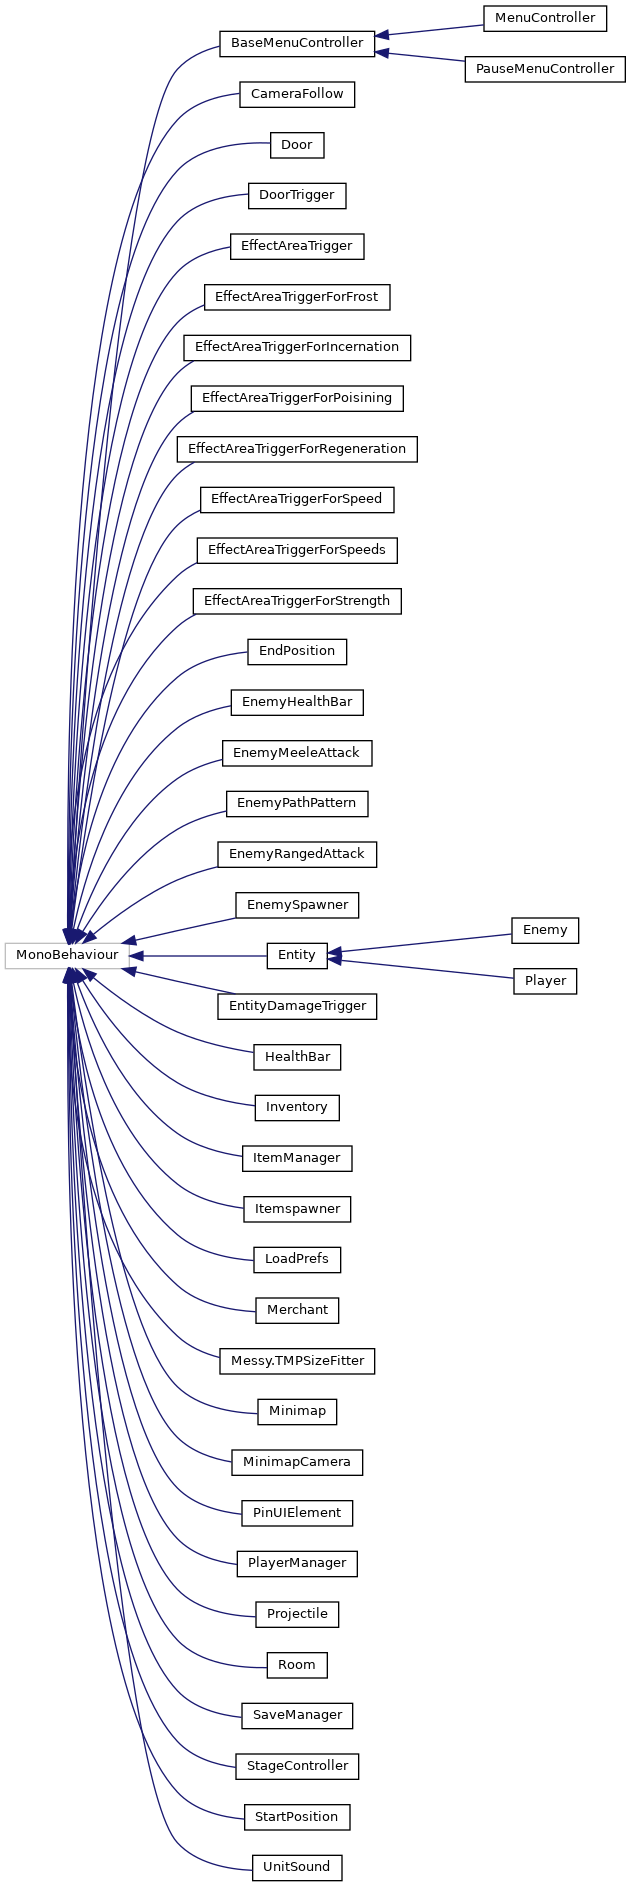 MenuController
BaseMenuController
PauseMenuController
CameraFollow
Door
DoorTrigger
EffectAreaTrigger
EffectAreaTriggerForFrost
EffectAreaTriggerForIncernation
EffectAreaTriggerForPoisining
EffectAreaTriggerForRegeneration
EffectAreaTriggerForSpeed
EffectAreaTriggerForSpeeds
EffectAreaTriggerForStrength
EndPosition
EnemyHealthBar
EnemyMeeleAttack
EnemyPathPattern
EnemyRangedAttack
EnemySpawner
Enemy
MonoBehaviour
Entity
Player
EntityDamageTrigger
HealthBar
Inventory
ItemManager
Itemspawner
LoadPrefs
Merchant
Messy.TMPSizeFitter
Minimap
MinimapCamera
PinUIElement
PlayerManager
Projectile
Room
SaveManager
StageController
StartPosition
UnitSound